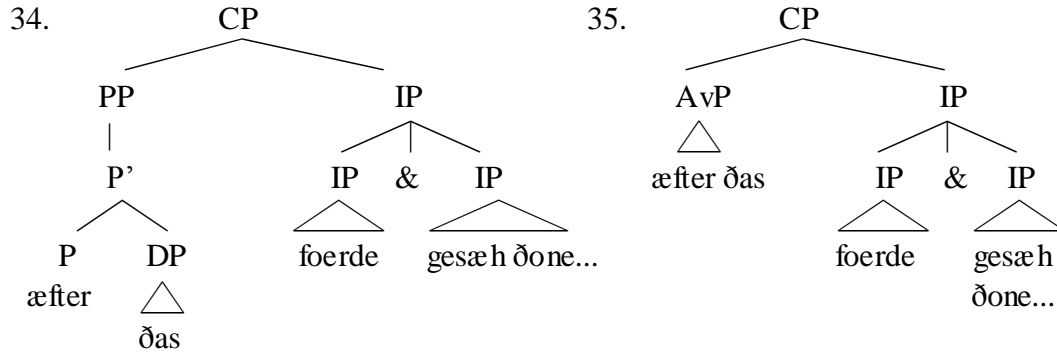 34. CP 35. CP
PP IP AvP IP
P’ IP & IP æfter ðas IP & IP
P DP foerde gesæh ðone... foerde gesæh
æfter ðone...
ðas